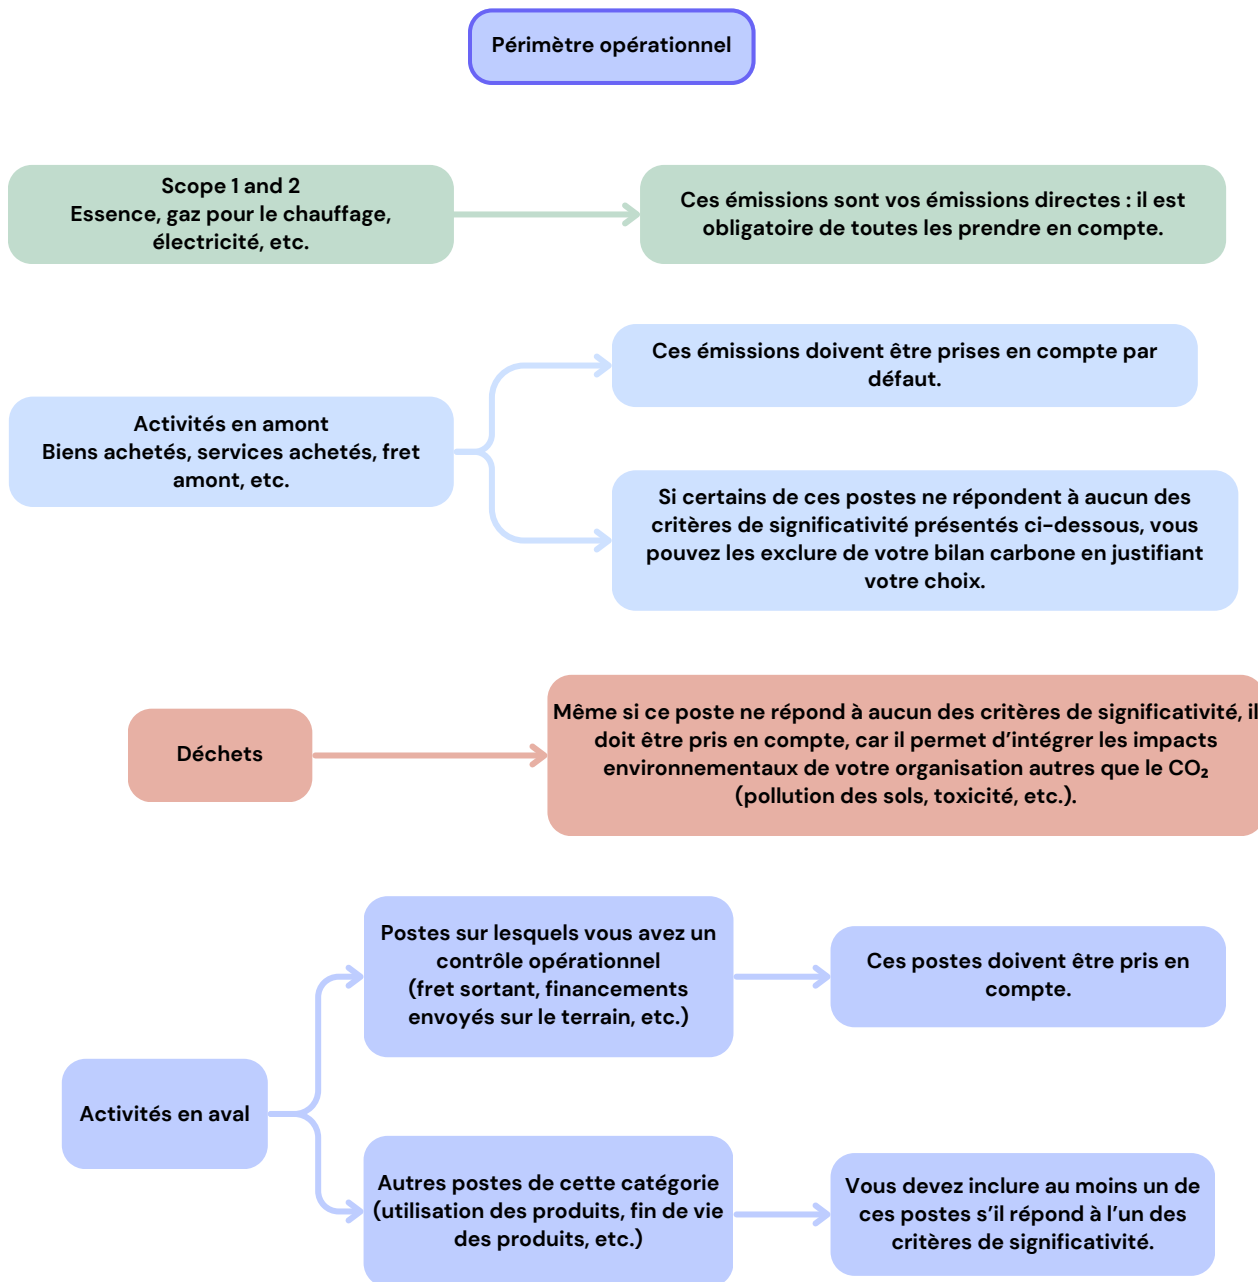 Périmètre opérationnel
Scope 1 and 2
Essence, gaz pour le chauffage,
électricité, etc.
Ces émissions sont vos émissions directes : il est
obligatoire de toutes les prendre en compte.
Activités en amont
Biens achetés, services achetés, fret
amont, etc.
Ces émissions doivent être prises en compte par
défaut.
Si certains de ces postes ne répondent à aucun des
critères de significativité présentés ci-dessous, vous
pouvez les exclure de votre bilan carbone en justifiant
votre choix.
Déchets
Même si ce poste ne répond à aucun des critères de significativité, il
doit être pris en compte, car il permet d’intégrer les impacts
environnementaux de votre organisation autres que le CO₂
(pollution des sols, toxicité, etc.).
Activités en aval
Postes sur lesquels vous avez un
contrôle opérationnel
(fret sortant, financements
envoyés sur le terrain, etc.)
Ces postes doivent être pris en
compte.
Autres postes de cette catégorie
(utilisation des produits, fin de vie
des produits, etc.)
Vous devez inclure au moins un de
ces postes s’il répond à l’un des
critères de significativité.